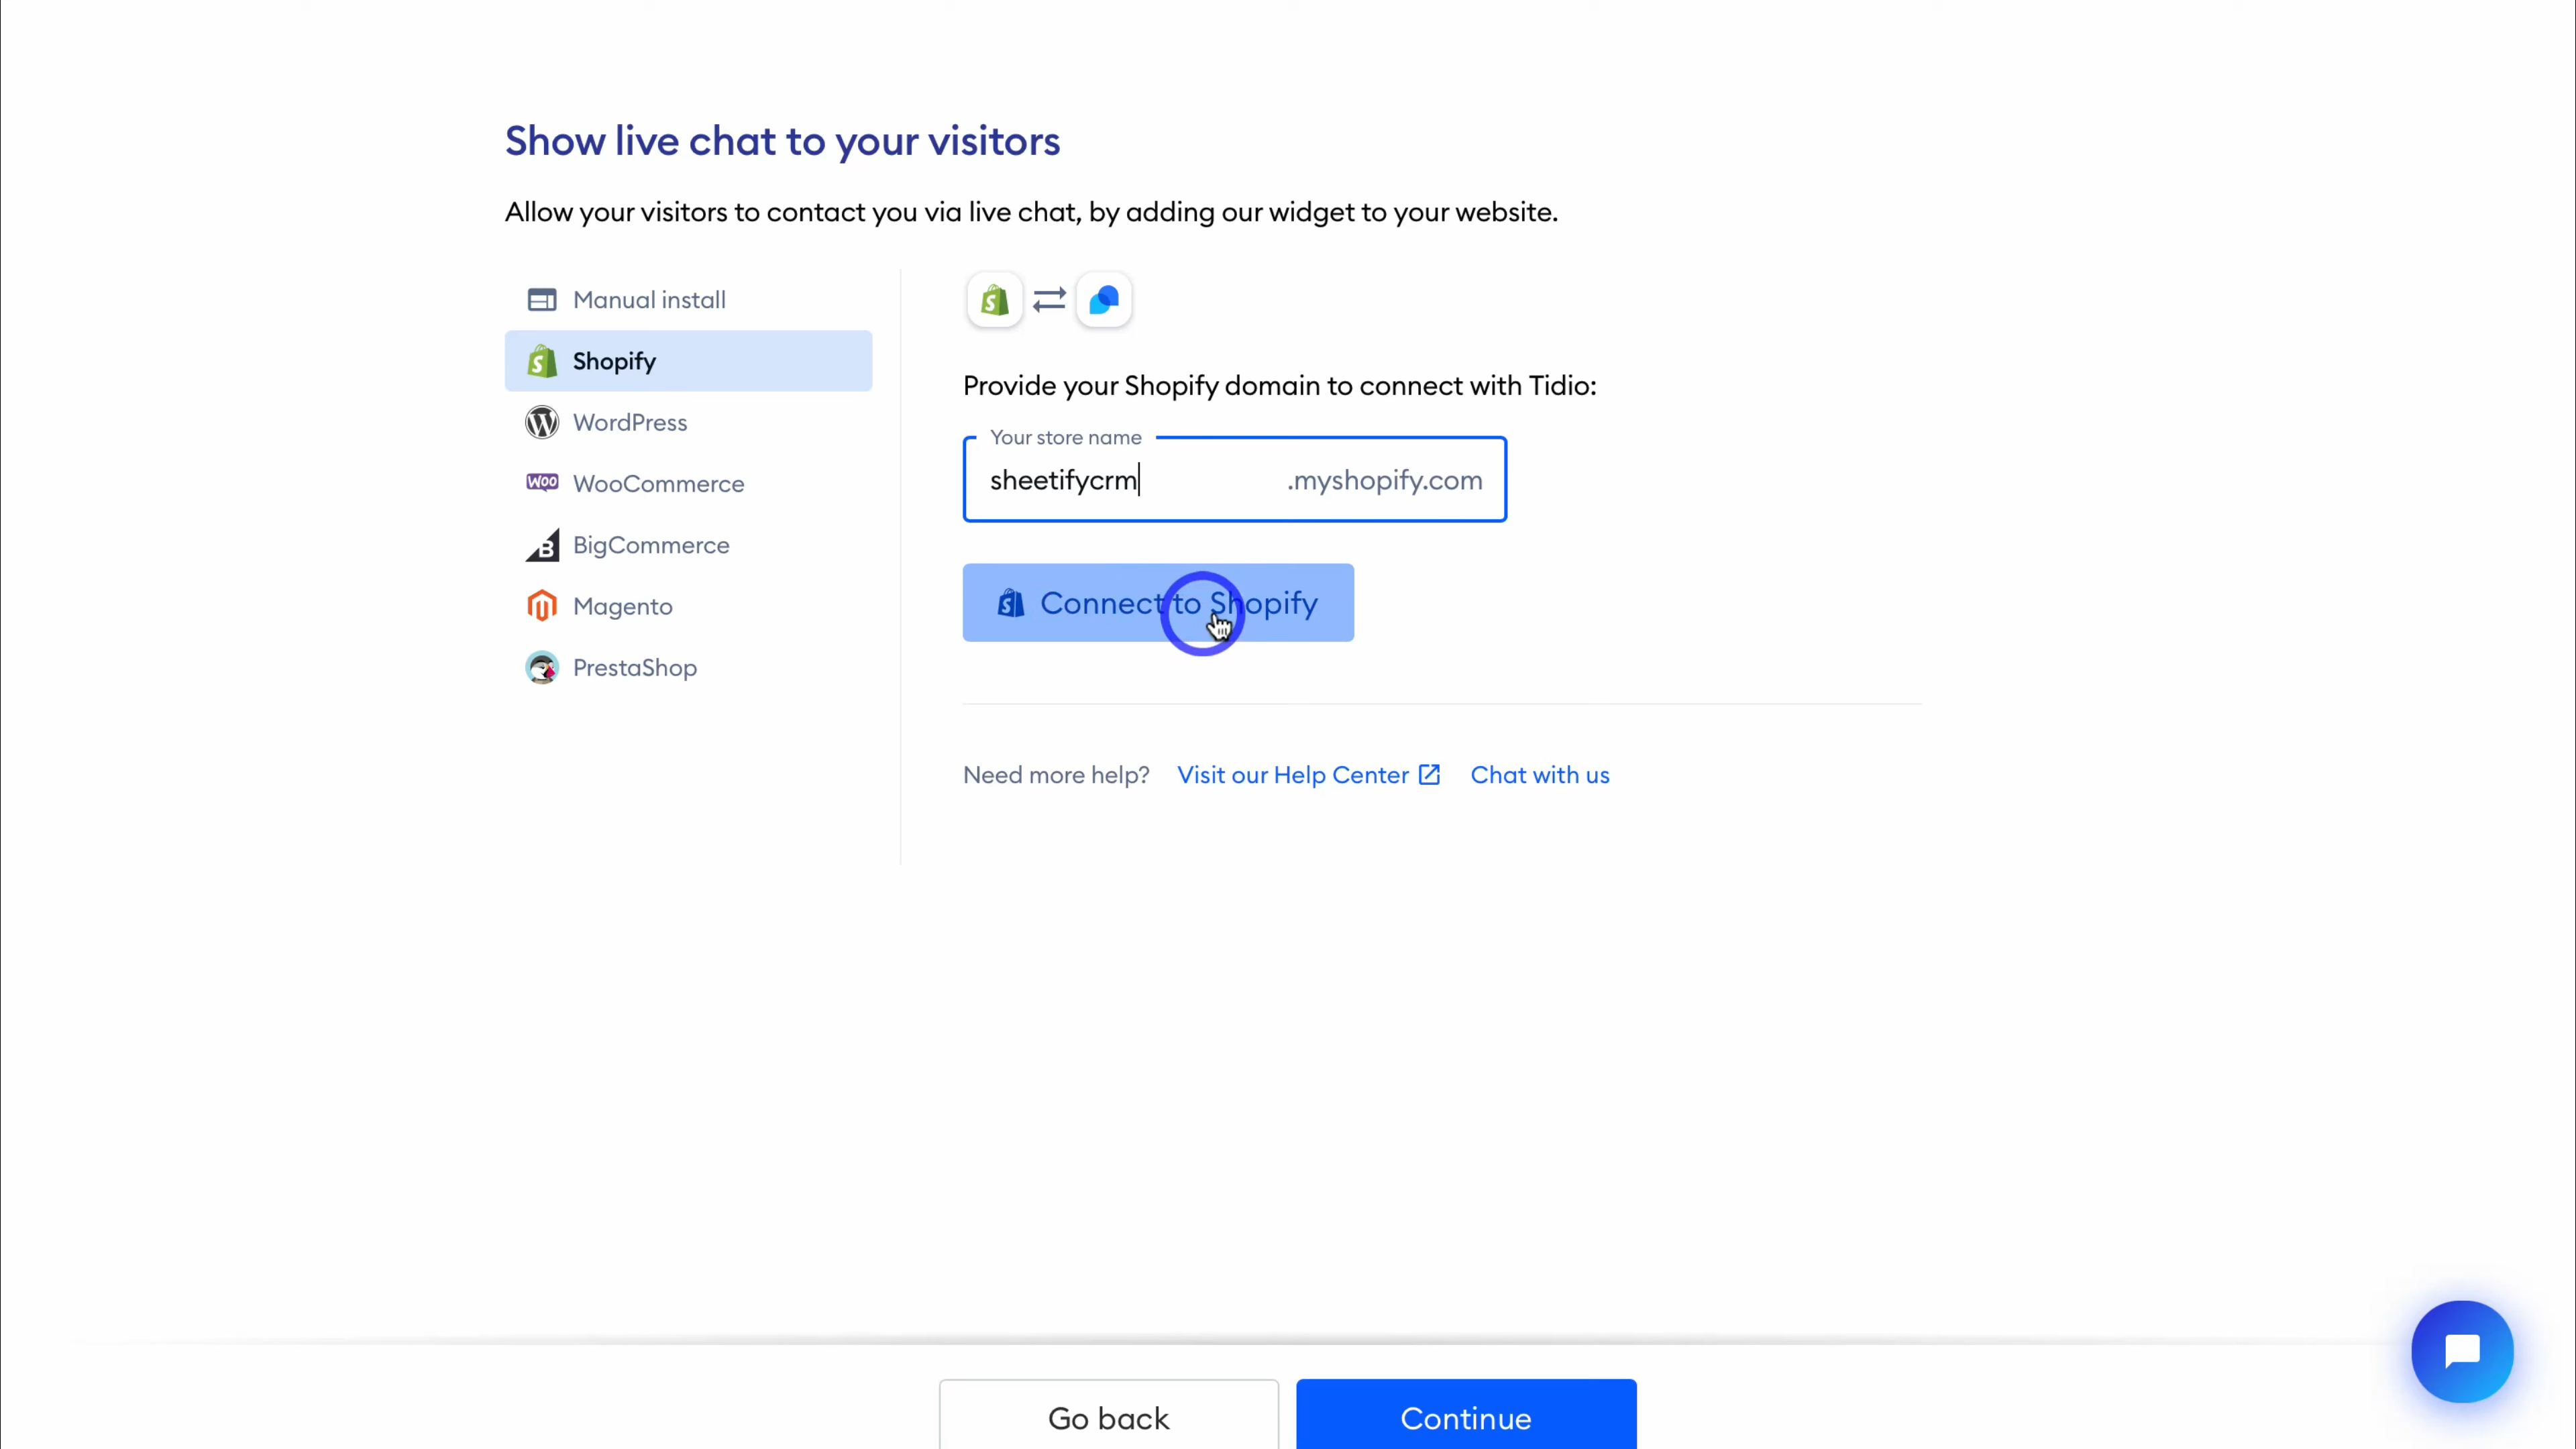 Show live chat to your visitors
Allow your visitors to contact you via live chat, by adding our widget to your website.
Manual install
Shopify
WordPress
WooCommerce
BigCommerce
Magento
PrestaShop
Provide your Shopify domain to connect with Tidio:
Your store name
sheetifycrm .myshopify.com
Connect to Shopify
Need more help? Visit our Help Center Chat with us
Go back Continue